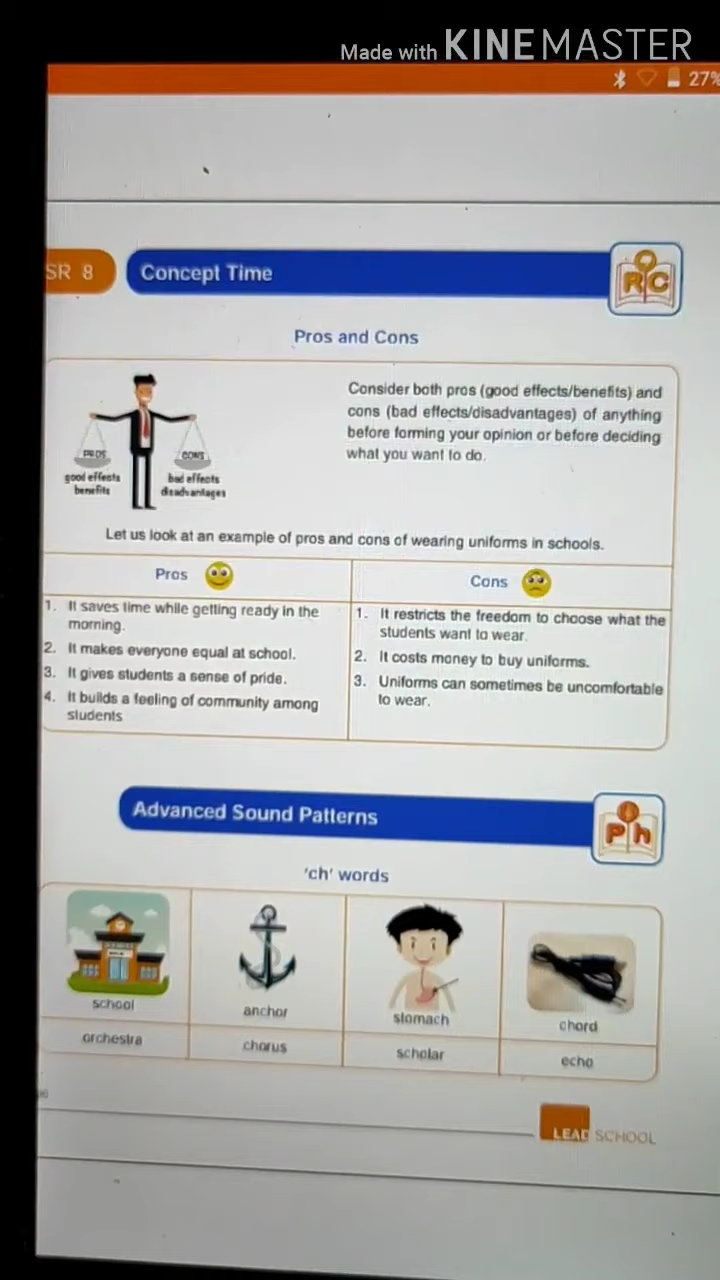 Made with KINEMASTER
27%
SR 8
Concept Time
RC
Pros and Cons
Consider both pros (good effects/benefits) and
cons (bad effects/disadvantages) of anything
before forming your opinion or before deciding
what you want to do.
PROS
CONS
good effects
benefits
bad effects
disadvantages
Let us look at an example of pros and cons of wearing uniforms in schools.
Pros
1. It saves time while getting ready in the
morning.
2. It makes everyone equal at school.
3. It gives students a sense of pride.
4. It builds a feeling of community among
students
Cons
1. It restricts the freedom to choose what the
students want to wear.
2. It costs money to buy uniforms.
3. Uniforms can sometimes be uncomfortable
to wear.
Advanced Sound Patterns
Ph
'ch' words
school
anchor
stomach
chord
orchestra
chorus
scholar
echo
LEAD SCHOOL